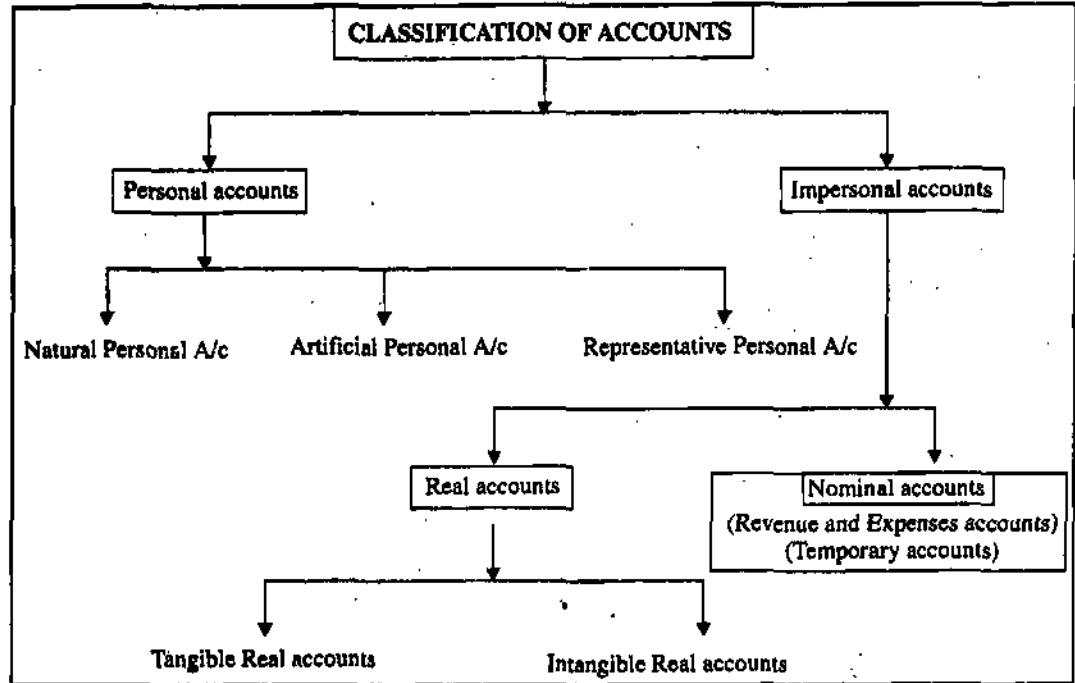 CLASSIFICATION OF ACCOUNTS
Personal accounts
Impersonal accounts
Natural Personal A/c
Artificial Personal A/c
Representative Personal A/c
Real accounts
Nominal accounts
(Revenue and Expenses accounts)
(Temporary accounts)
Tangible Real accounts
Intangible Real accounts